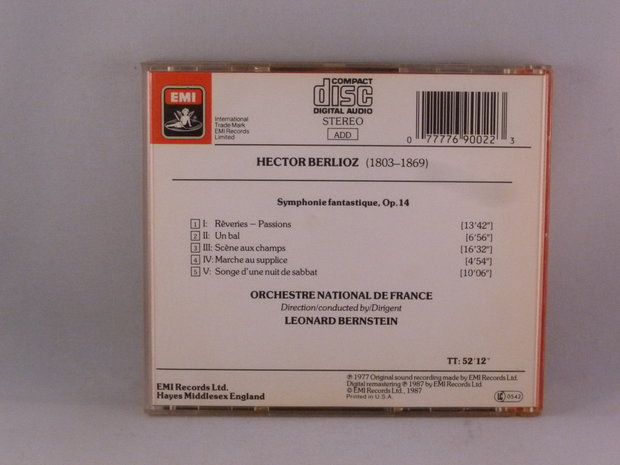 EMI
International
Trade Mark
EMI Records
Limited
COMPACT
disc
DIGITAL AUDIO
STEREO
ADD
0 77776 90022 3
HECTOR BERLIOZ (1803–1869)
Symphonie fantastique, Op. 14
1 I: Rêveries – Passions [13'42"]
2 II: Un bal [6'56"]
3 III: Scène aux champs [16'32"]
4 IV: Marche au supplice [4'54"]
5 V: Songe d'une nuit de sabbat [10'06"]
ORCHESTRE NATIONAL DE FRANCE
Direction/conducted by/Dirigent
LEONARD BERNSTEIN
TT: 52'12"
EMI Records Ltd.
Hayes Middlesex England
℗ 1977 Original sound recording made by EMI Records Ltd.
Digital remastering ℗ 1987 by EMI Records Ltd.
© EMI Records Ltd., 1987
Printed in U.S.A.
LC 0542